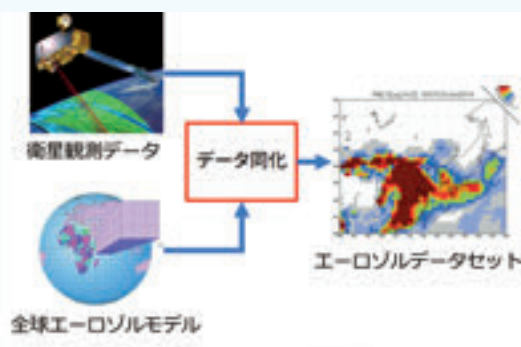 衛星観測データ
データ同化
エーロゾルデータセット
全球エーロゾルモデル